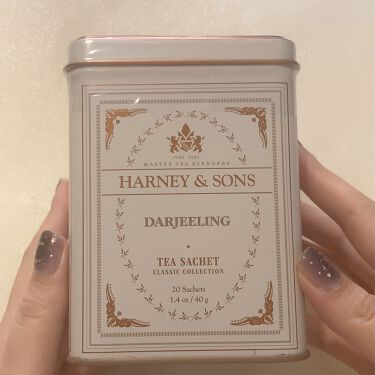 FINE TEAS
MASTER TEA BLENDERS
HARNEY & SONS
DARJEELING
TEA SACHET
CLASSIC COLLECTION
20 Sachets
1.4 oz / 40 g